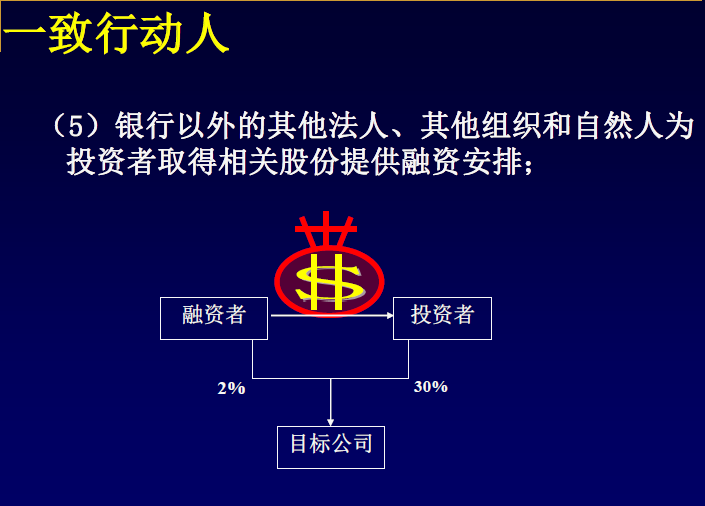 一致行动人
（5）银行以外的其他法人、其他组织和自然人为
投资者取得相关股份提供融资安排；
$
融资者
投资者
2%
30%
目标公司